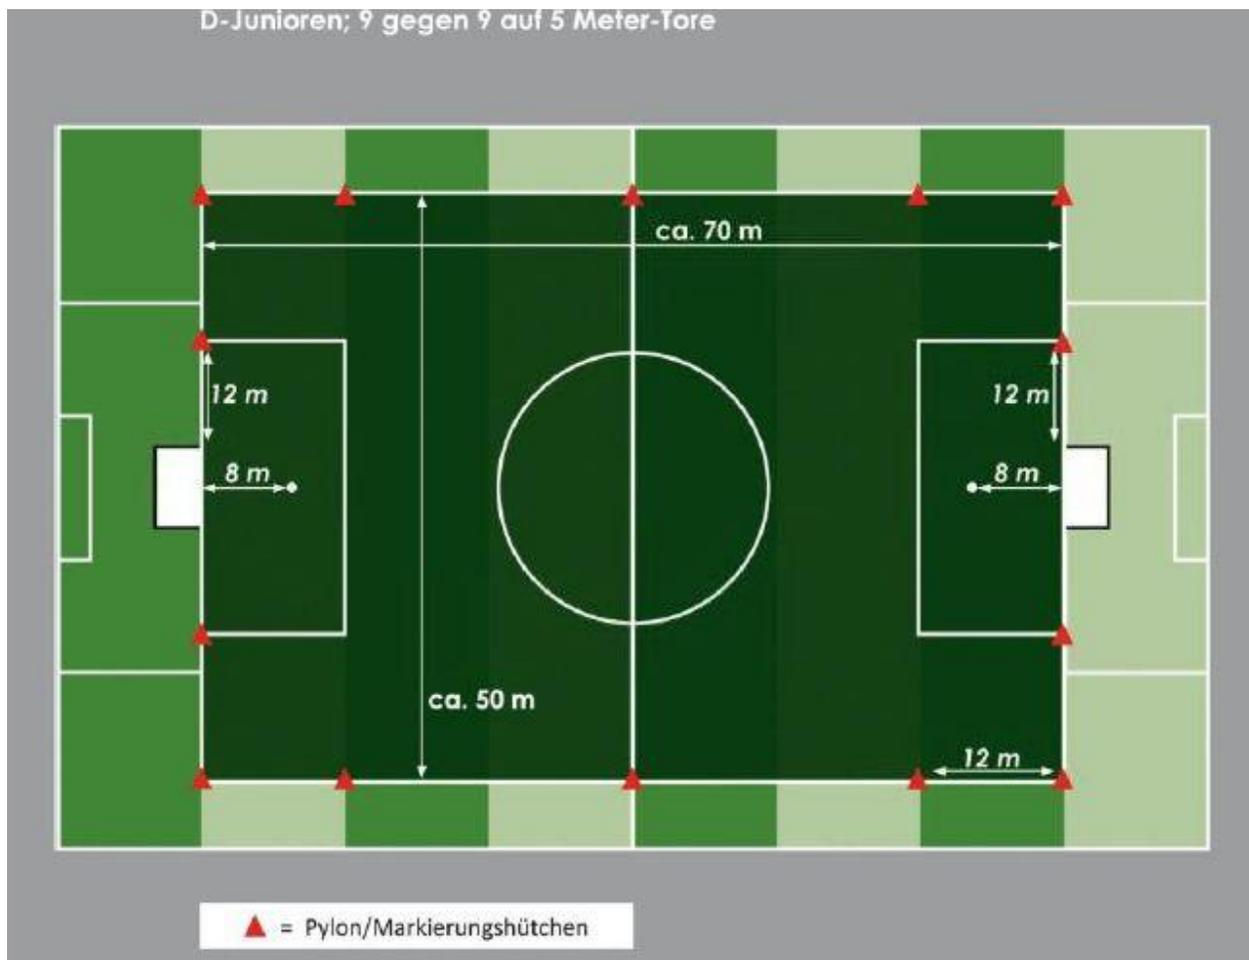 D-Junioren; 9 gegen 9 auf 5 Meter-Tore
ca. 70 m
12 m
12 m
8 m
8 m
ca. 50 m
12 m
= Pylon/Markierungshütchen